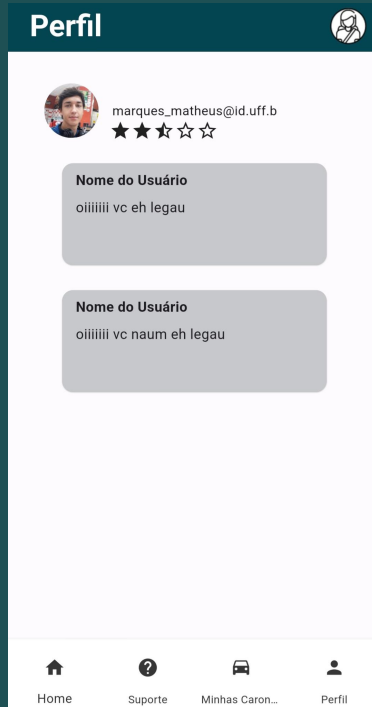 Perfil
marques_matheus@id.uff.b
Nome do Usuário
oiiiiiii vc eh legau
Nome do Usuário
oiiiiiii vc naum eh legau
Home
Suporte
Minhas Caron...
Perfil